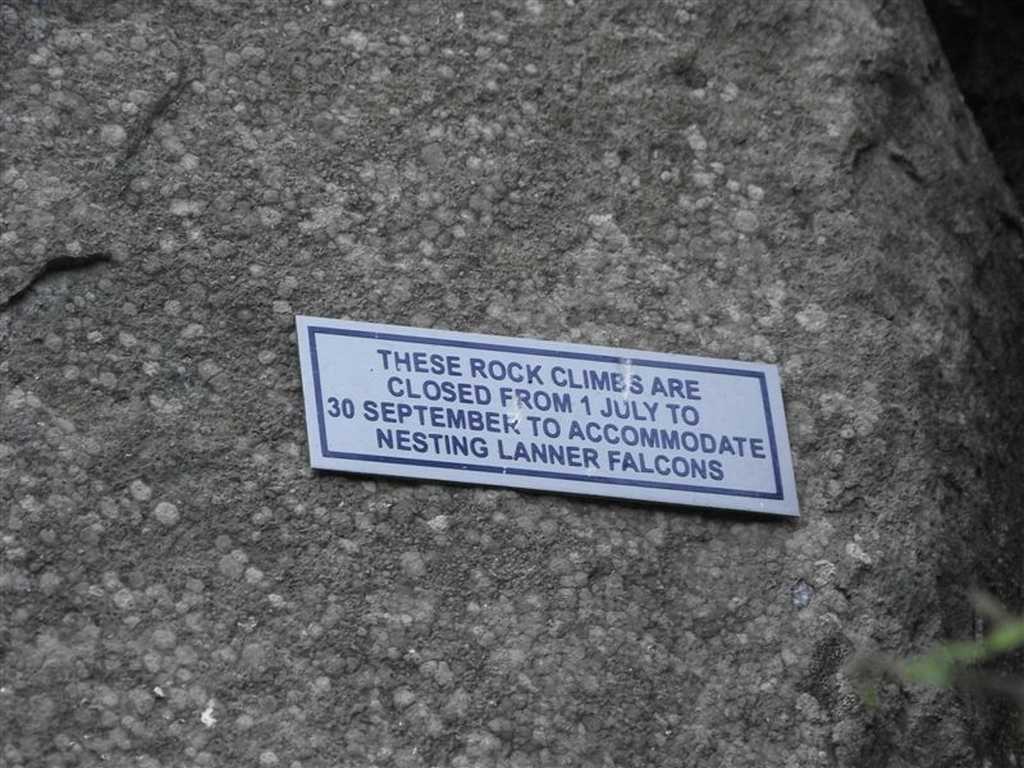 THESE ROCK CLIMBS ARE
CLOSED FROM 1 JULY TO
30 SEPTEMBER TO ACCOMMODATE
NESTING LANNER FALCONS